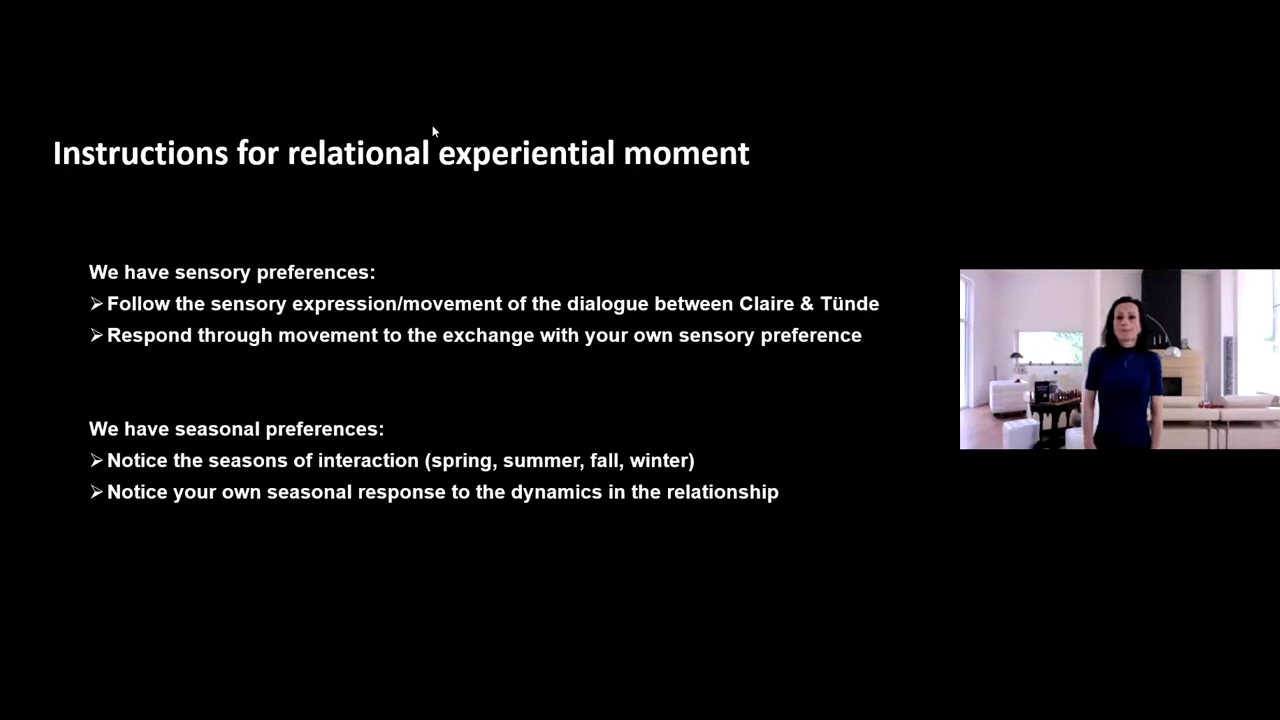 Instructions for relational experiential moment
We have sensory preferences:
➢Follow the sensory expression/movement of the dialogue between Claire & Tünde
➢Respond through movement to the exchange with your own sensory preference
We have seasonal preferences:
➢Notice the seasons of interaction (spring, summer, fall, winter)
➢Notice your own seasonal response to the dynamics in the relationship